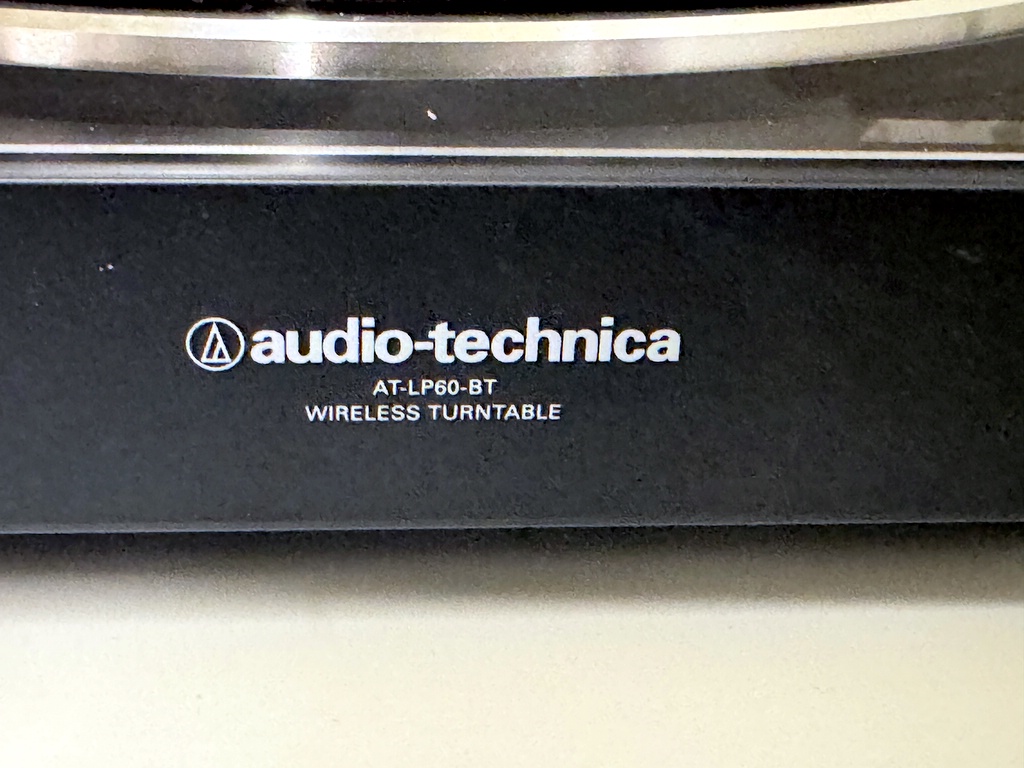 audio-technica
AT-LP60-BT
WIRELESS TURNTABLE